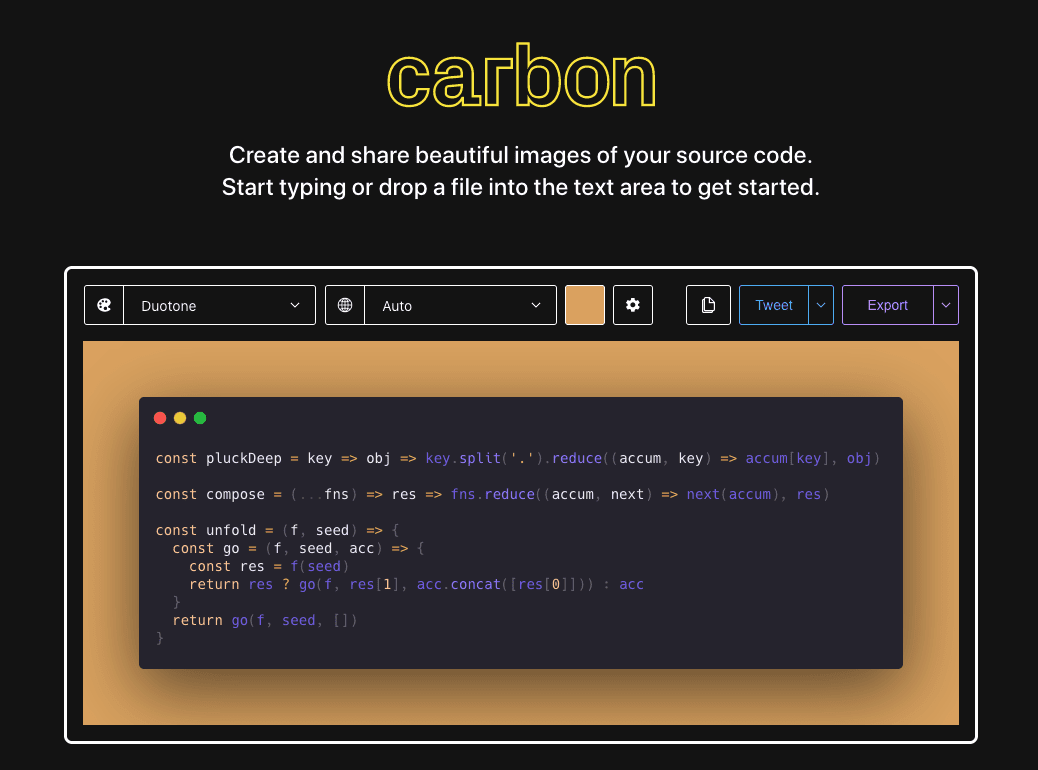 carbon
Create and share beautiful images of your source code.
Start typing or drop a file into the text area to get started.
Duotone
Auto
Tweet
Export
const pluckDeep = key => obj => key.split('.').reduce((accum, key) => accum[key], obj)
const compose = (...fns) => res => fns.reduce((accum, next) => next(accum), res)
const unfold = (f, seed) => {
  const go = (f, seed, acc) => {
    const res = f(seed)
    return res ? go(f, res[1], acc.concat([res[0]])) : acc
  }
  return go(f, seed, [])
}